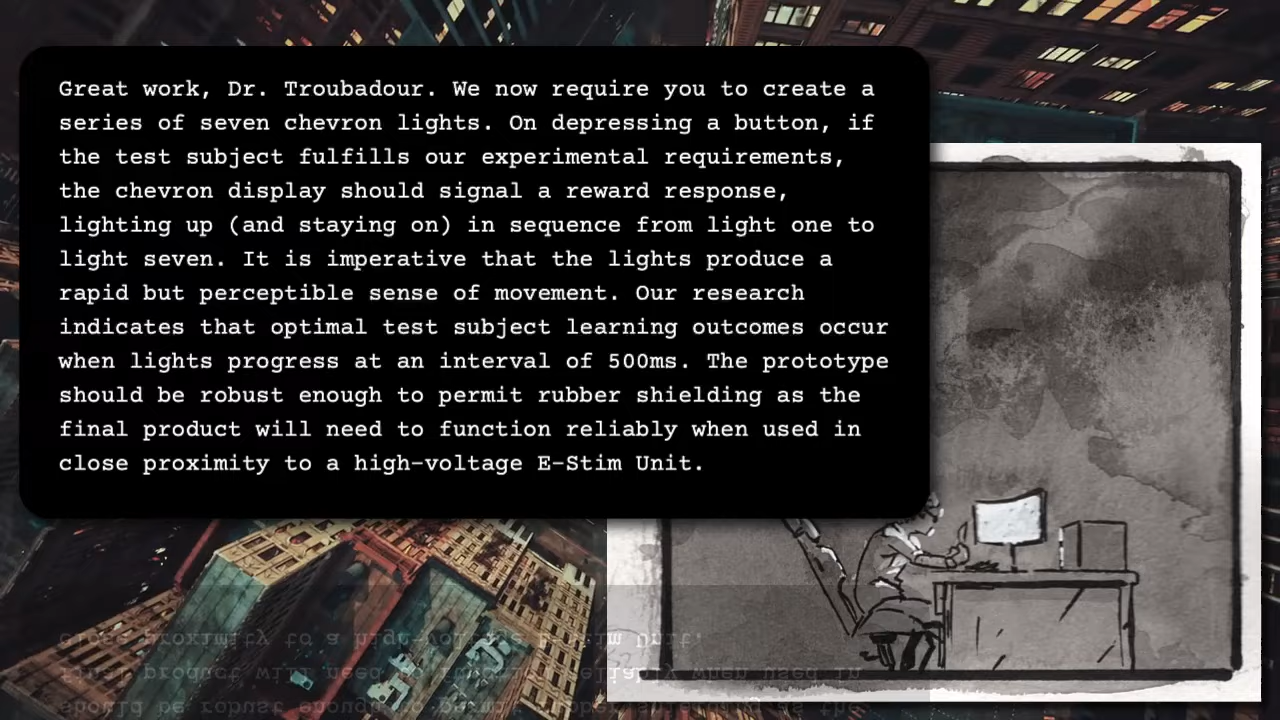 Great work, Dr. Troubadour. We now require you to create a
series of seven chevron lights. On depressing a button, if
the test subject fulfills our experimental requirements,
the chevron display should signal a reward response,
lighting up (and staying on) in sequence from light one to
light seven. It is imperative that the lights produce a
rapid but perceptible sense of movement. Our research
indicates that optimal test subject learning outcomes occur
when lights progress at an interval of 500ms. The prototype
should be robust enough to permit rubber shielding as the
final product will need to function reliably when used in
close proximity to a high-voltage E-Stim Unit.